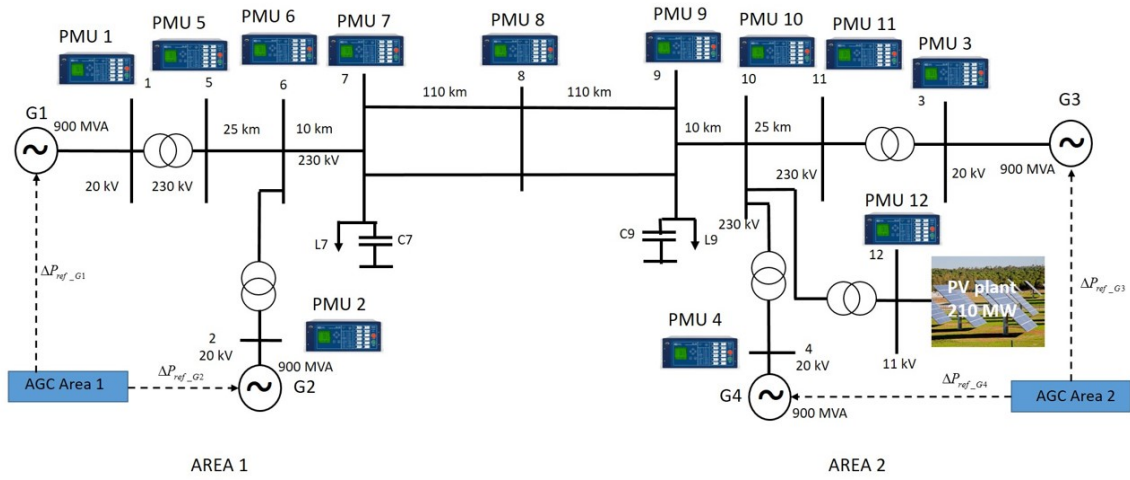 PMU 1
PMU 5
PMU 6
PMU 7
PMU 8
PMU 9
PMU 10
PMU 11
PMU 3
1
5
6
7
8
9
10
11
3
G1
900 MVA
20 kV
230 kV
25 km
10 km
230 kV
110 km
110 km
10 km
25 km
230 kV
230 kV
20 kV
900 MVA
G3
L7
C7
C9
L9
PMU 12
12
PV plant
210 MW
11 kV
ΔPref_G1
ΔPref_G3
PMU 2
2
20 kV
900 MVA
G2
PMU 4
4
20 kV
G4
900 MVA
AGC Area 1
ΔPref_G2
ΔPref_G4
AGC Area 2
AREA 1
AREA 2